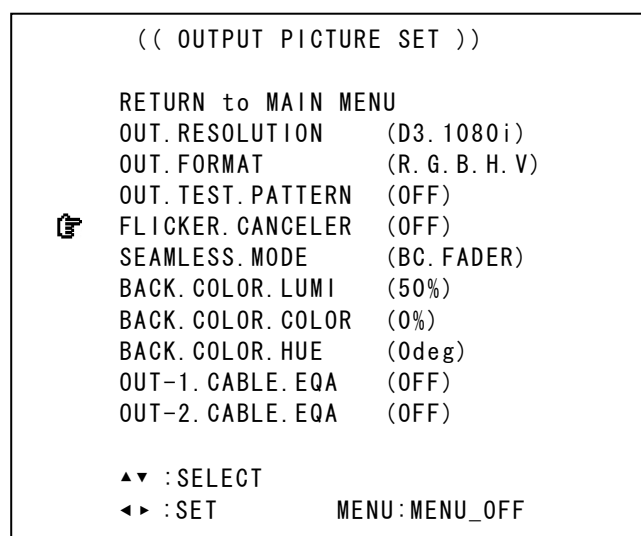 (( OUTPUT PICTURE SET ))
RETURN to MAIN MENU
OUT.RESOLUTION (D3.1080i)
OUT.FORMAT (R.G.B.H.V)
OUT.TEST.PATTERN (OFF)
FLICKER.CANCELER (OFF)
SEAMLESS.MODE (BC.FADER)
BACK.COLOR.LUMI (50%)
BACK.COLOR.COLOR (0%)
BACK.COLOR.HUE (0deg)
OUT-1.CABLE.EQA (OFF)
OUT-2.CABLE.EQA (OFF)
▲▼ :SELECT
◄► :SET MENU:MENU_OFF